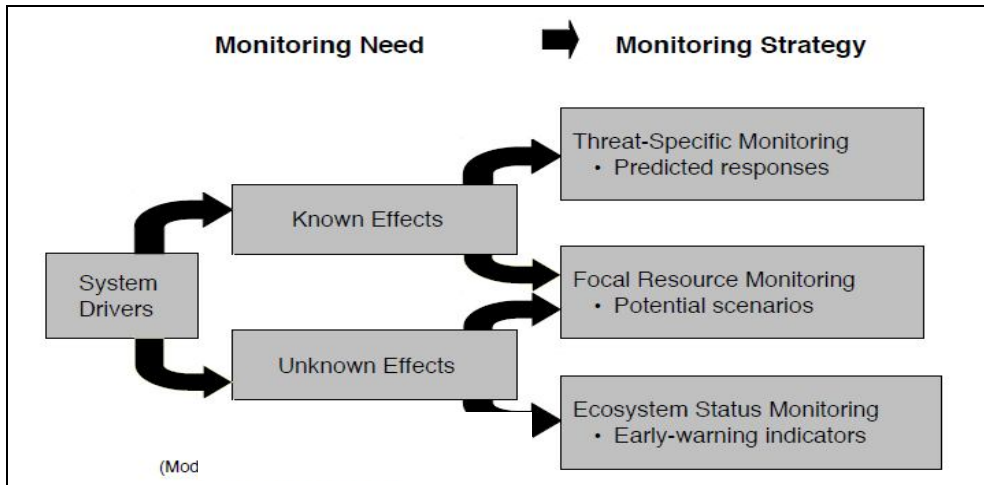 Monitoring Need
Monitoring Strategy
Threat-Specific Monitoring
• Predicted responses
Known Effects
System
Drivers
Focal Resource Monitoring
• Potential scenarios
Unknown Effects
Ecosystem Status Monitoring
• Early-warning indicators
(Mod